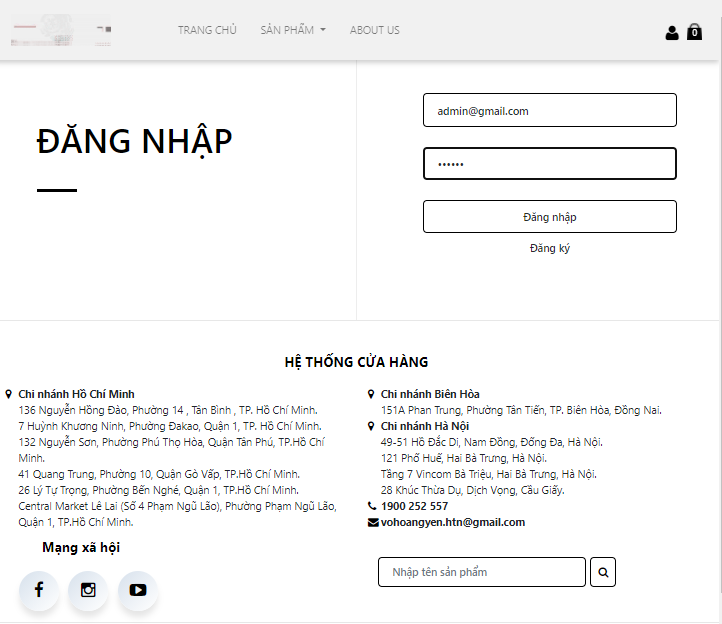 TRANG CHỦ SẢN PHẨM ABOUT US
0
ĐĂNG NHẬP
admin@gmail.com
••••••
Đăng nhập
Đăng ký
HỆ THỐNG CỬA HÀNG
Chi nhánh Hồ Chí Minh
136 Nguyễn Hồng Đào, Phường 14 , Tân Bình , TP. Hồ Chí Minh.
7 Huỳnh Khương Ninh, Phường Đakao, Quận 1, TP. Hồ Chí Minh.
132 Nguyễn Sơn, Phường Phú Thọ Hòa, Quận Tân Phú, TP.Hồ Chí
Minh.
41 Quang Trung, Phường 10, Quận Gò Vấp, TP.Hồ Chí Minh.
26 Lý Tự Trọng, Phường Bến Nghé, Quận 1, TP.Hồ Chí Minh.
Central Market Lê Lai (Số 4 Phạm Ngũ Lão), Phường Phạm Ngũ Lão,
Quận 1, TP.Hồ Chí Minh.
Mạng xã hội
Chi nhánh Biên Hòa
151A Phan Trung, Phường Tân Tiến, TP. Biên Hòa, Đồng Nai.
Chi nhánh Hà Nội
49-51 Hồ Đắc Di, Nam Đồng, Đống Đa, Hà Nội.
121 Phố Huế, Hai Bà Trưng, Hà Nội.
Tầng 7 Vincom Bà Triệu, Hai Bà Trưng, Hà Nội.
28 Khúc Thừa Dụ, Dịch Vọng, Cầu Giấy.
1900 252 557
vohoangyen.htn@gmail.com
Nhập tên sản phẩm